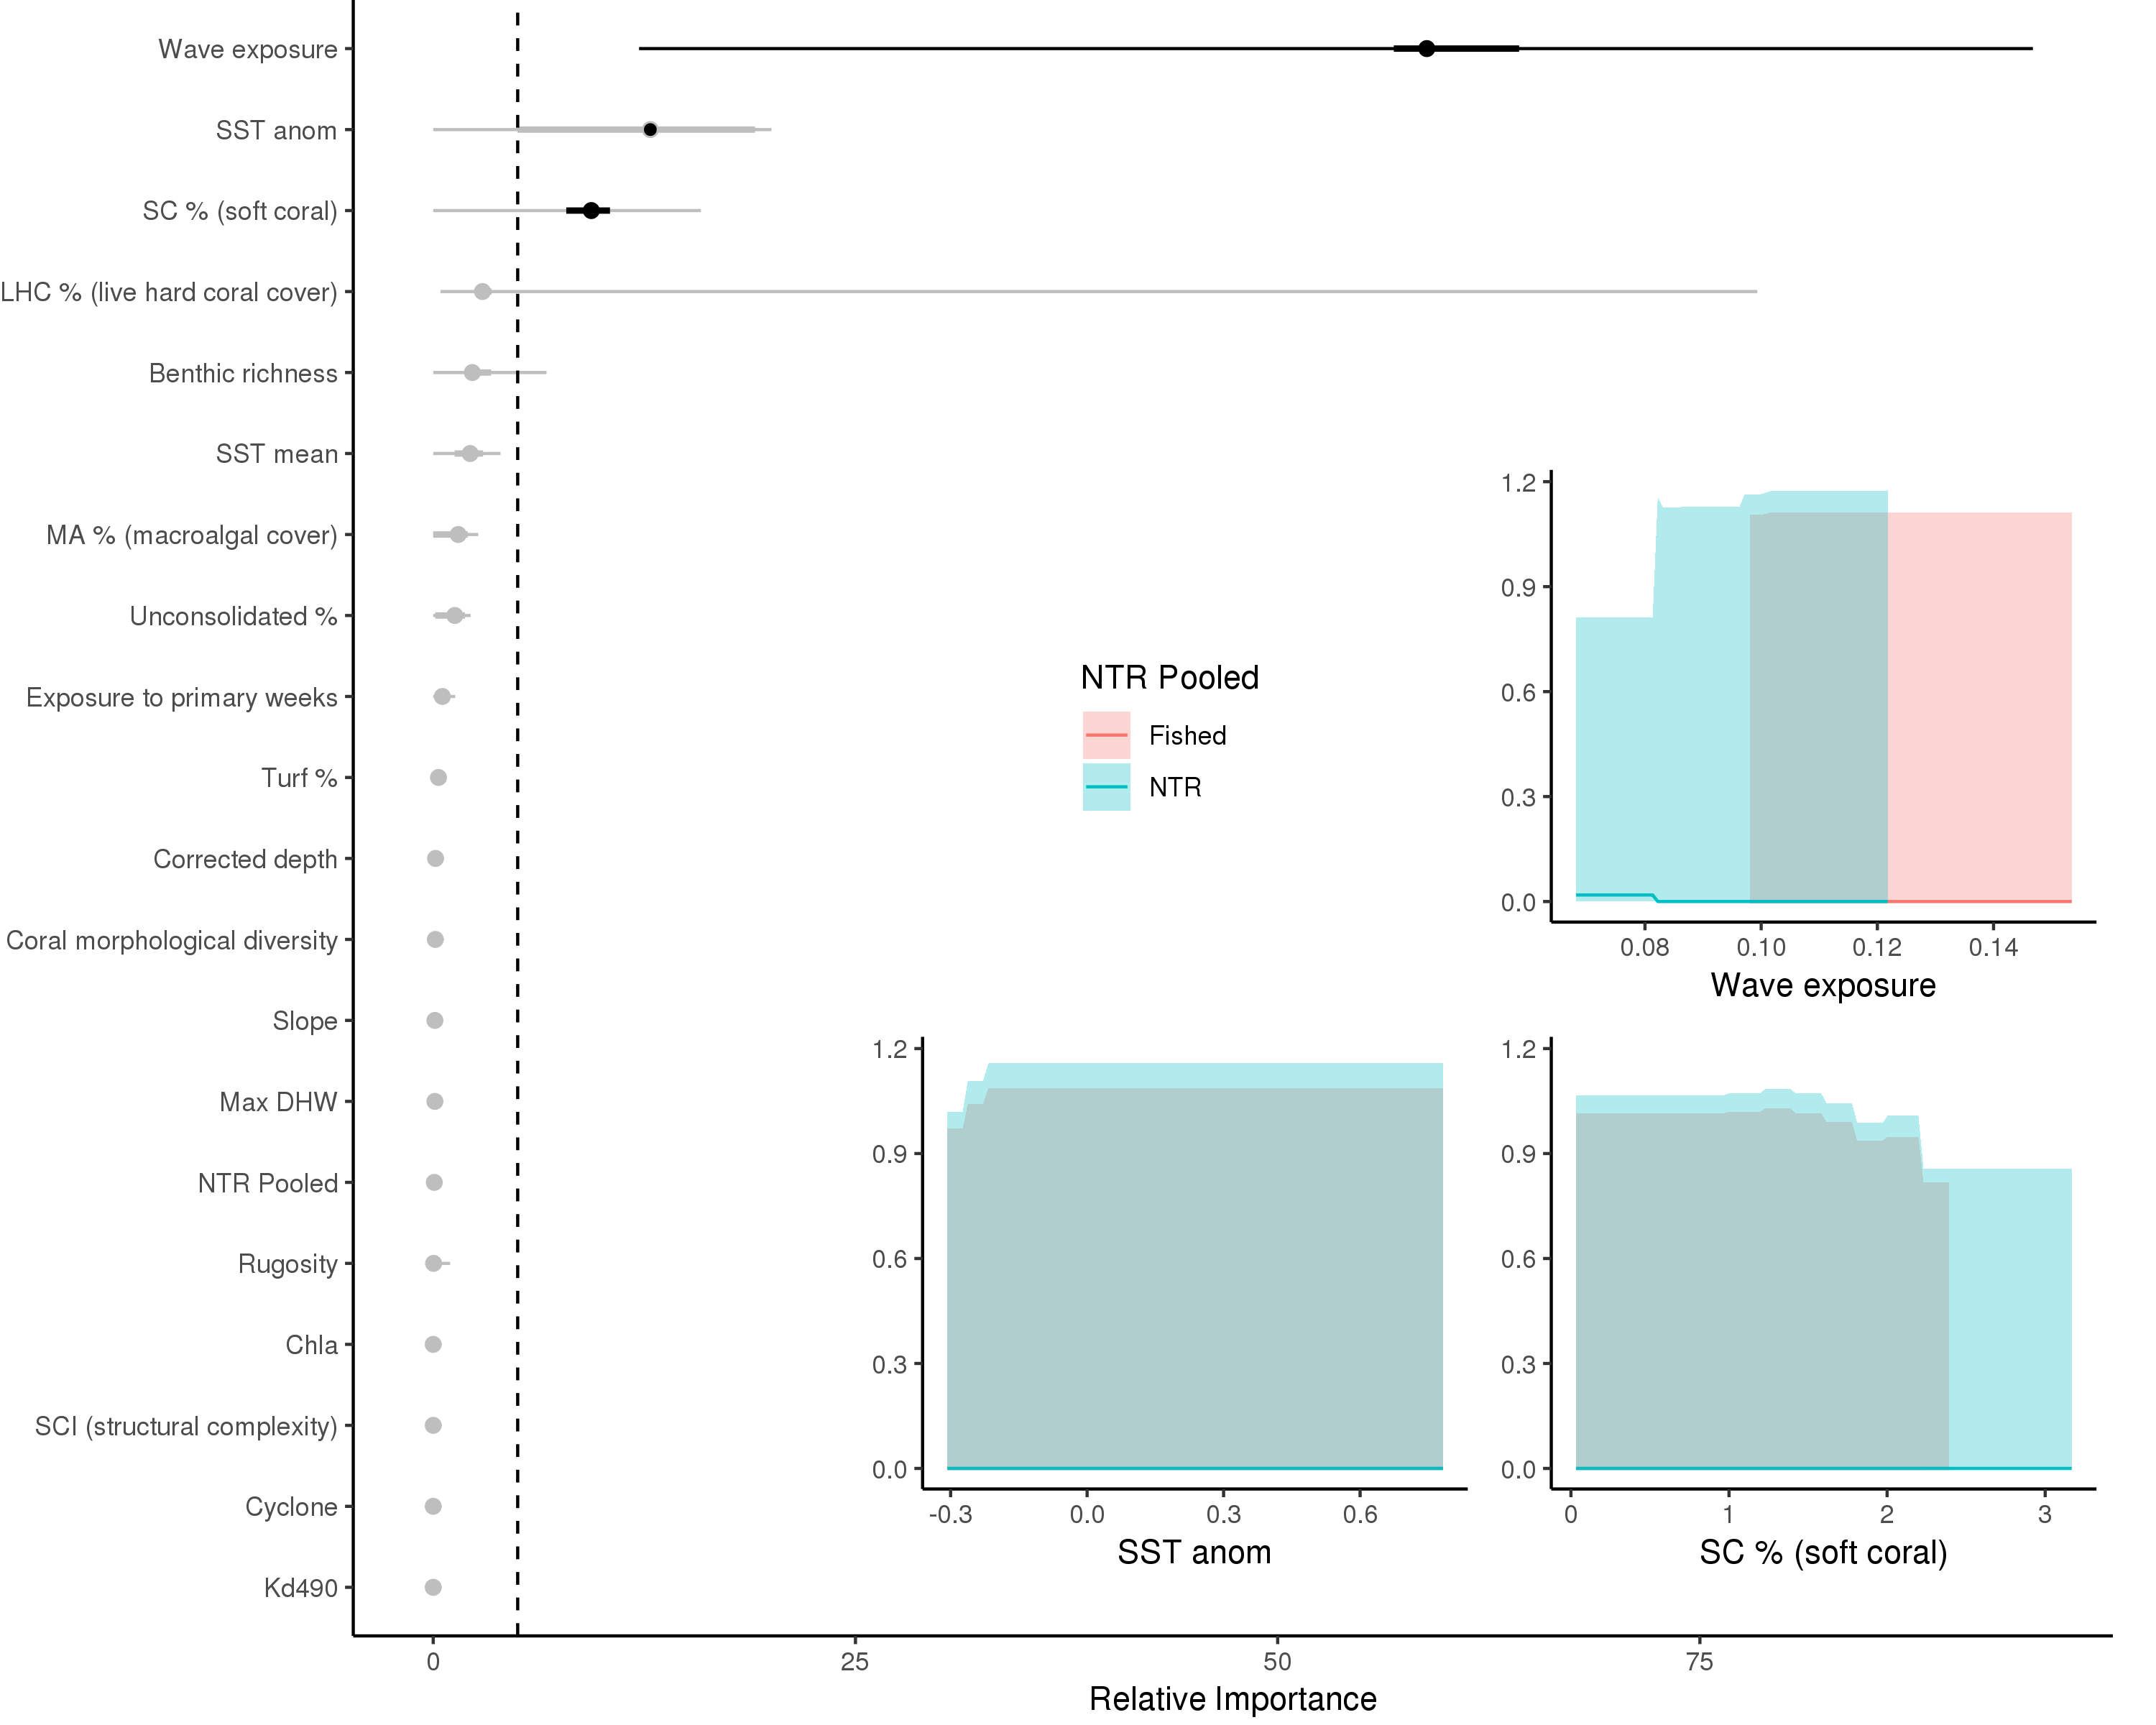 Wave exposure
SST anom
SC % (soft coral)
LHC % (live hard coral cover)
Benthic richness
SST mean
MA % (macroalgal cover)
Unconsolidated %
Exposure to primary weeks
Turf %
Corrected depth
Coral morphological diversity
Slope
Max DHW
NTR Pooled
Rugosity
Chla
SCI (structural complexity)
Cyclone
Kd490
0 25 50 75
Relative Importance
NTR Pooled
Fished
NTR
1.2
0.9
0.6
0.3
0.0
0.08 0.10 0.12 0.14
Wave exposure
1.2
0.9
0.6
0.3
0.0
-0.3 0.0 0.3 0.6
SST anom
1.2
0.9
0.6
0.3
0.0
0 1 2 3
SC % (soft coral)